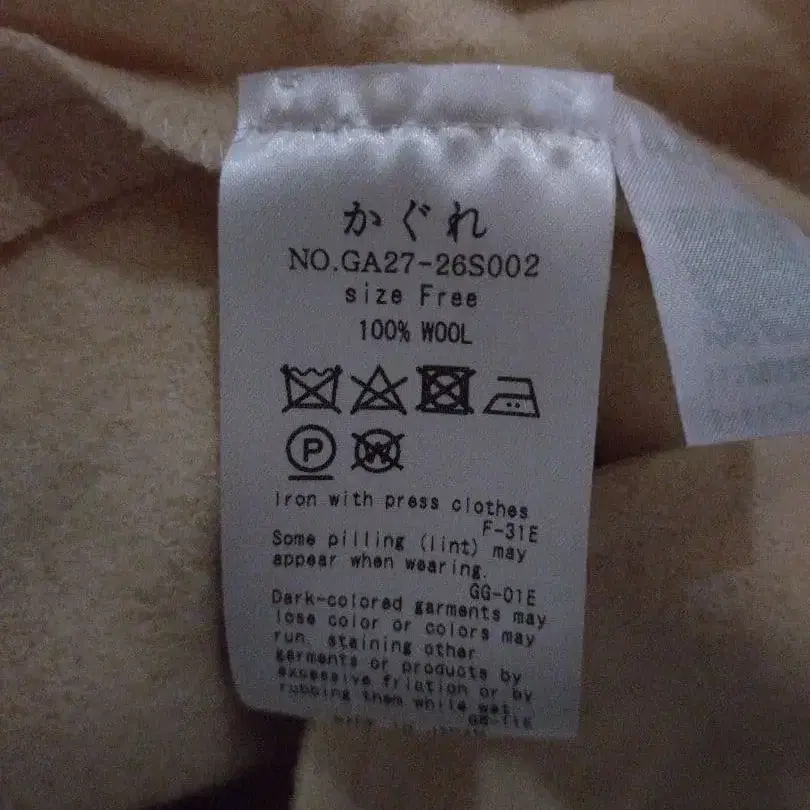 かぐれ
NO.GA27-26S002
size Free
100% WOOL
P W
Iron with press clothes
F-31E
Some pilling (lint) may
appear when wearing.
GG-01E
Dark-colored garments may
lose color or colors may
run, staining other
garments or products by
excessive friction or by
rubbing them while wet.
GG-11E